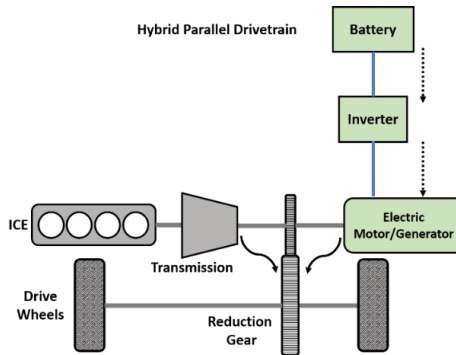 Hybrid Parallel Drivetrain
Battery
Inverter
ICE
Electric
Motor/Generator
Transmission
Drive
Wheels
Reduction
Gear